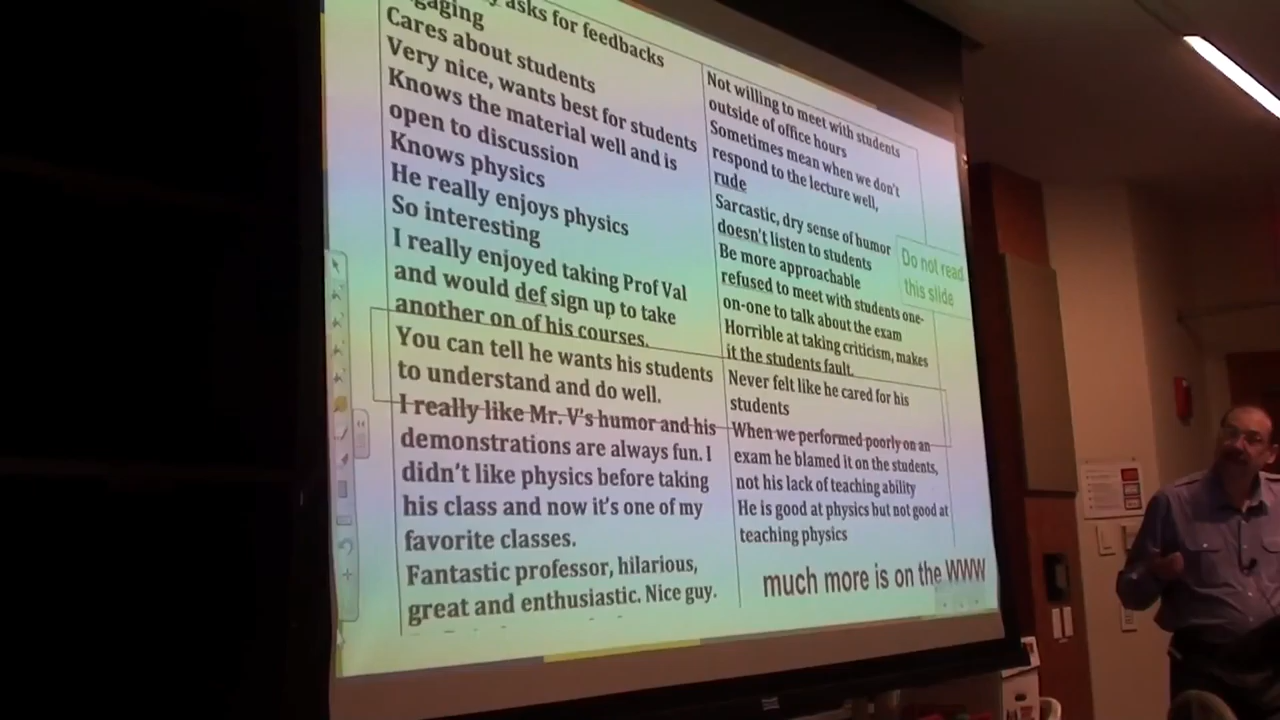 asks for feedbacks
Cares about students
Very nice, wants best for students
Knows the material well and is
open to discussion
Knows physics
He really enjoys physics
So interesting
I really enjoyed taking Prof Val
and would def sign up to take
another on of his courses.
You can tell he wants his students
to understand and do well.
I really like Mr. V's humor and his
demonstrations are always fun. I
didn't like physics before taking
his class and now it's one of my
favorite classes.
Fantastic professor, hilarious,
great and enthusiastic. Nice guy.
Not willing to meet with students
outside of office hours
Sometimes mean when we don't
respond to the lecture well,
rude
Sarcastic, dry sense of humor
doesn't listen to students
Be more approachable
refused to meet with students one-
on-one to talk about the exam
Horrible at taking criticism, makes
it the students fault.
Never felt like he cared for his
students
When we performed poorly on an
exam he blamed it on the students,
not his lack of teaching ability
He is good at physics but not good at
teaching physics
Do not read
this slide
much more is on the WWW